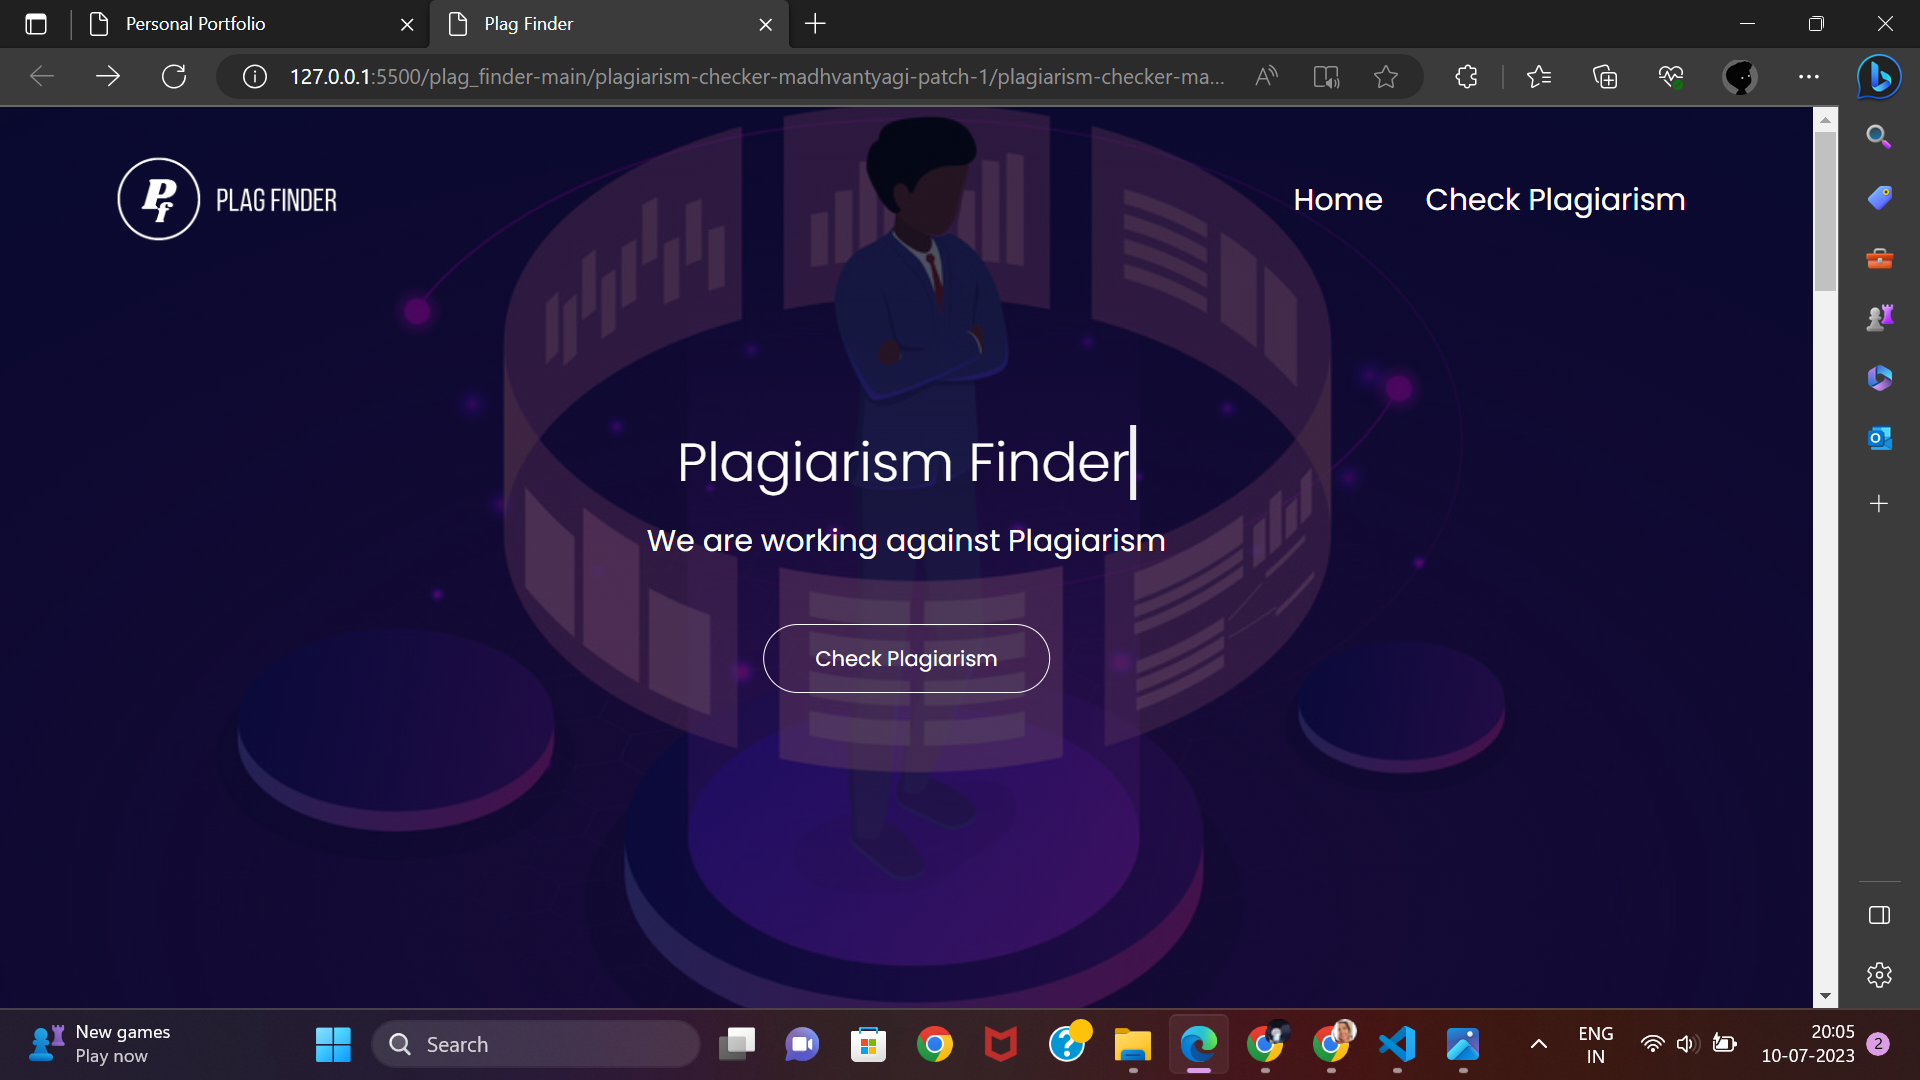 Personal Portfolio
Plag Finder
127.0.0.1:5500/plag_finder-main/plagiarism-checker-madhvantyagi-patch-1/plagiarism-checker-ma...
Pf PLAG FINDER
Home Check Plagiarism
Plagiarism Finder
We are working against Plagiarism
Check Plagiarism
New games
Play now
Search
ENG
IN
20:05
10-07-2023
2